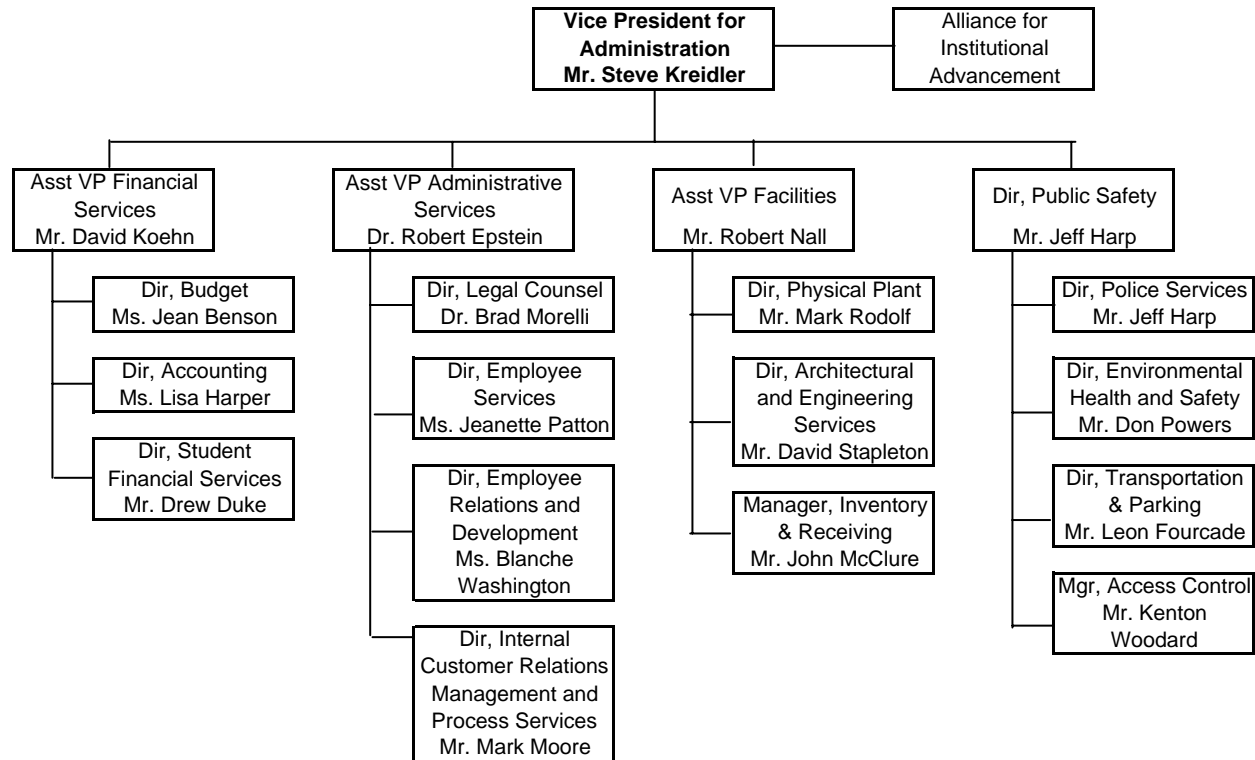 Vice President for
Administration
Mr. Steve Kreidler
Alliance for
Institutional
Advancement
Asst VP Financial
Services
Mr. David Koehn
Asst VP Administrative
Services
Dr. Robert Epstein
Asst VP Facilities
Mr. Robert Nall
Dir, Public Safety
Mr. Jeff Harp
Dir, Budget
Ms. Jean Benson
Dir, Accounting
Ms. Lisa Harper
Dir, Student
Financial Services
Mr. Drew Duke
Dir, Legal Counsel
Dr. Brad Morelli
Dir, Employee
Services
Ms. Jeanette Patton
Dir, Employee
Relations and
Development
Ms. Blanche
Washington
Dir, Internal
Customer Relations
Management and
Process Services
Mr. Mark Moore
Dir, Physical Plant
Mr. Mark Rodolf
Dir, Architectural
and Engineering
Services
Mr. David Stapleton
Manager, Inventory
& Receiving
Mr. John McClure
Dir, Police Services
Mr. Jeff Harp
Dir, Environmental
Health and Safety
Mr. Don Powers
Dir, Transportation
& Parking
Mr. Leon Fourcade
Mgr, Access Control
Mr. Kenton
Woodard